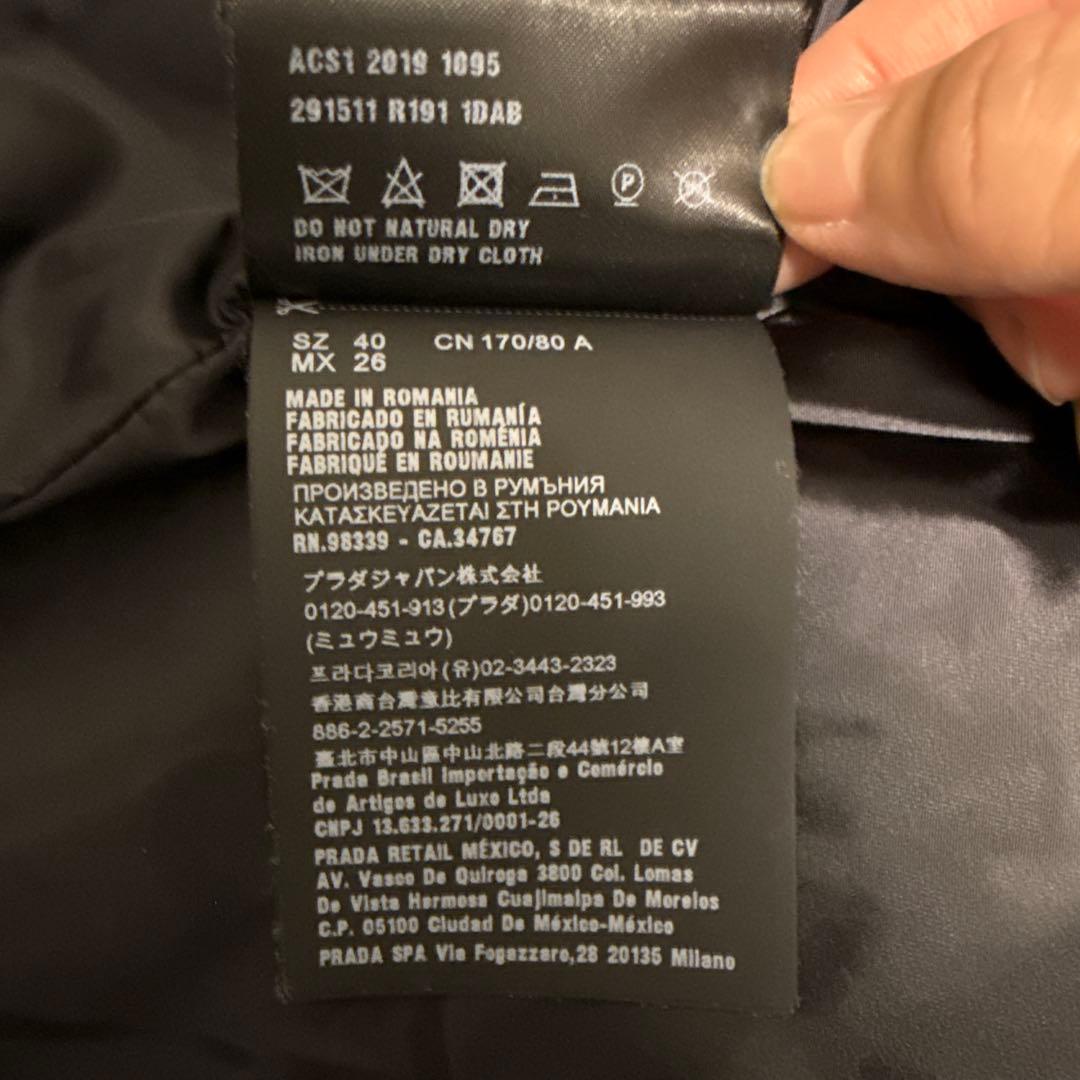 ACS1 2019 1095
291511 R191 1DAB
P
DO NOT NATURAL DRY
IRON UNDER DRY CLOTH
SZ 40 CN 170/80 A
MX 26
MADE IN ROMANIA
FABRICADO EN RUMANÍA
FABRICADO NA ROMÉNIA
FABRIQUÉ EN ROUMANIE
ПРОИЗВЕДЕНО В РУМЪНИЯ
ΚΑΤΑΣΚΕΥΑΖΕΤΑΙ ΣΤΗ ΡΟΥΜΑΝΙΑ
RN.98339 - CA.34767
プラダジャパン株式会社
0120-451-913(プラダ)0120-451-993
(ミュウミュウ)
프라다코리아(유)02-3443-2323
香港商台灣意比有限公司台灣分公司
886-2-2571-5255
臺北市中山區中山北路二段44號12樓A室
Prada Brasil Importação e Comércio
de Artigos de Luxo Ltda
CNPJ 13.633.271/0001-26
PRADA RETAIL MÉXICO, S DE RL DE CV
AV. Vasco De Quiroga 3800 Col. Lomas
De Vista Hermosa Cuajimalpa De Morelos
C.P. 05100 Ciudad De México-México
PRADA SPA Via Fogazzaro,28 20135 Milano